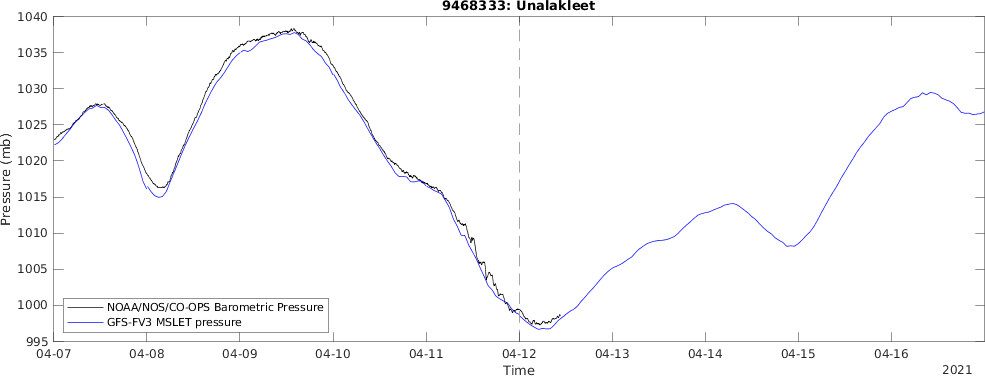 9468333: Unalakleet
1040
1035
1030
1025
1020
1015
1010
1005
1000
995
Pressure (mb)
NOAA/NOS/CO-OPS Barometric Pressure
GFS-FV3 MSLET pressure
04-07 04-08 04-09 04-10 04-11 04-12 04-13 04-14 04-15 04-16
Time
2021